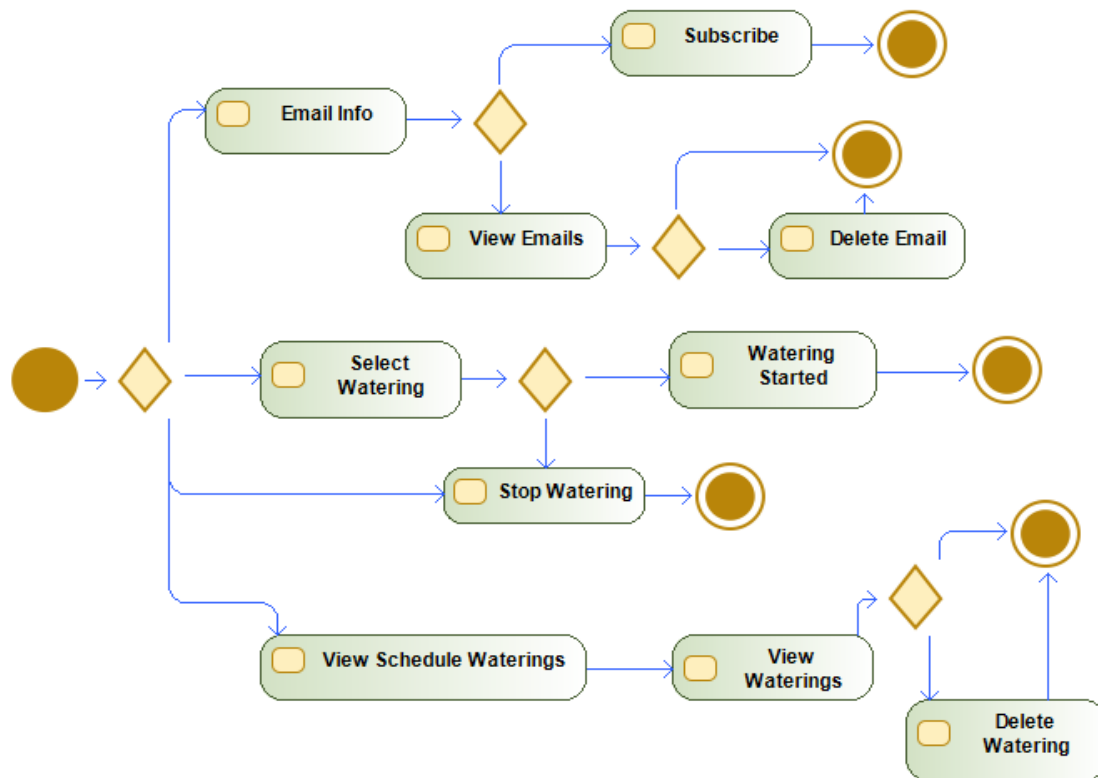 Subscribe
Email Info
View Emails
Delete Email
Select
Watering
Watering
Started
Stop Watering
View Schedule Waterings
View
Waterings
Delete
Watering